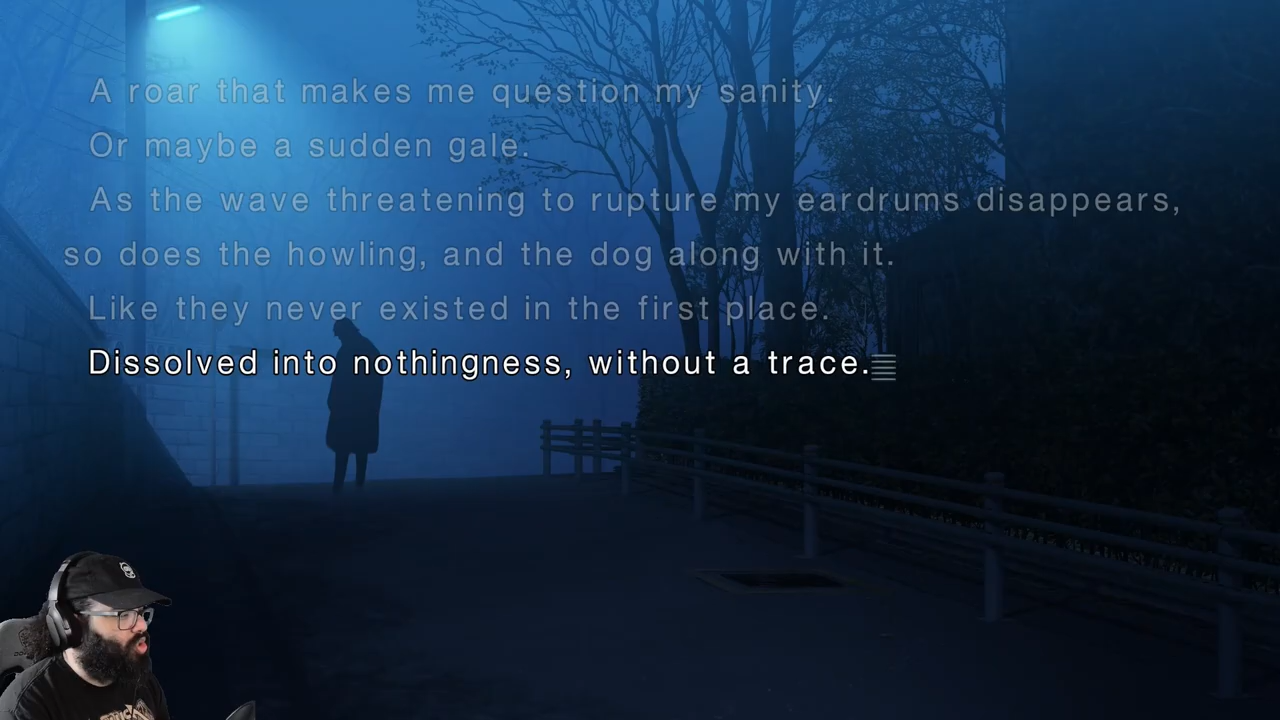 A roar that makes me question my sanity.
Or maybe a sudden gale.
As the wave threatening to rupture my eardrums disappears,
so does the howling, and the dog along with it.
Like they never existed in the first place.
Dissolved into nothingness, without a trace.